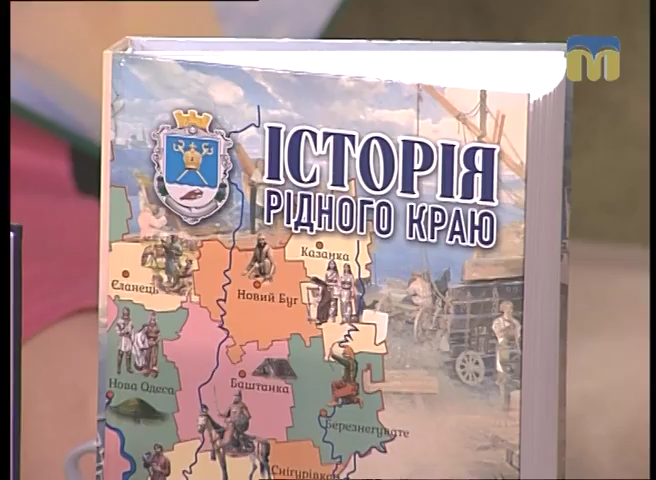 М
ІСТОРІЯ
РІДНОГО КРАЮ
Казанка
Єланець
Новий Буг
Нова Одеса
Баштанка
Березнегувате
Снігурівка